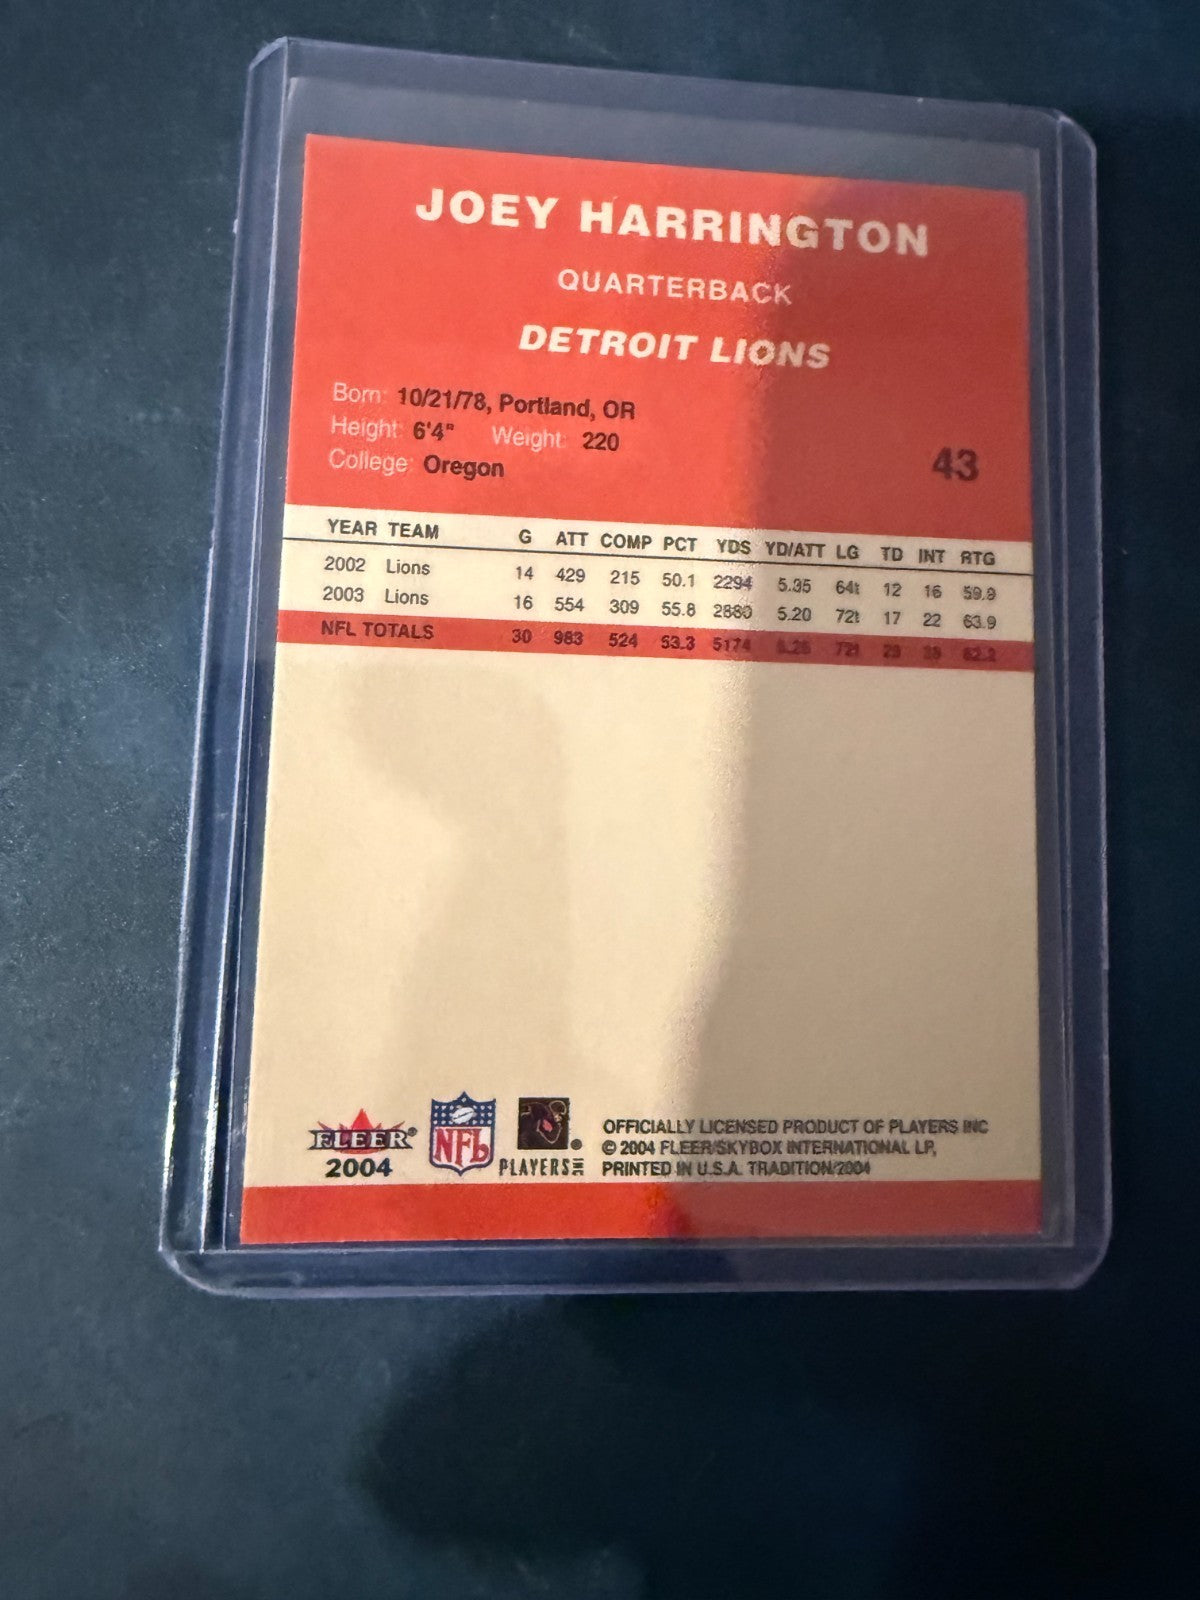 JOEY HARRINGTON
QUARTERBACK
DETROIT LIONS
Born: 10/21/78, Portland, OR
Height: 6'4" Weight: 220
College: Oregon
43
YEAR TEAM G ATT COMP PCT YDS YD/ATT LG TD INT RTG
2002 Lions 14 429 215 50.1 2294 5.35 64t 12 16 59.9
2003 Lions 16 554 309 55.8 2880 5.20 72t 17 22 63.9
NFL TOTALS 30 983 524 53.3 5174 72t
FLEER®
2004
NFL
PLAYERS INC ®
OFFICIALLY LICENSED PRODUCT OF PLAYERS INC
© 2004 FLEER/SKYBOX INTERNATIONAL LP,
PRINTED IN U.S.A. TRADITION/2004